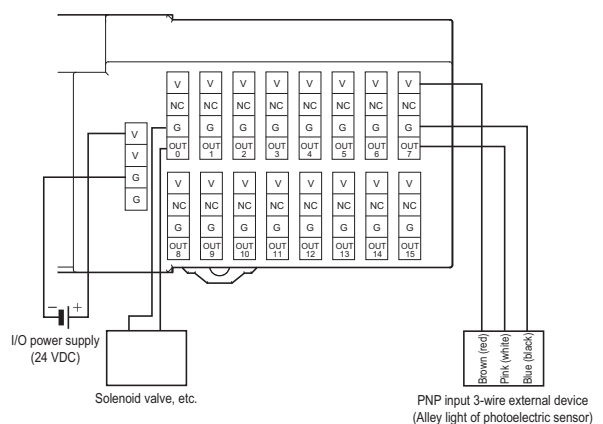 V V V V V V V V
NC NC NC NC NC NC NC NC
G G G G G G G G
OUT 0 OUT 1 OUT 2 OUT 3 OUT 4 OUT 5 OUT 6 OUT 7
V
V
G
G
V V V V V V V V
NC NC NC NC NC NC NC NC
G G G G G G G G
OUT 8 OUT 9 OUT 10 OUT 11 OUT 12 OUT 13 OUT 14 OUT 15
− +
I/O power supply
(24 VDC)
Solenoid valve, etc.
Brown (red)
Pink (white)
Blue (black)
PNP input 3-wire external device
(Alley light of photoelectric sensor)